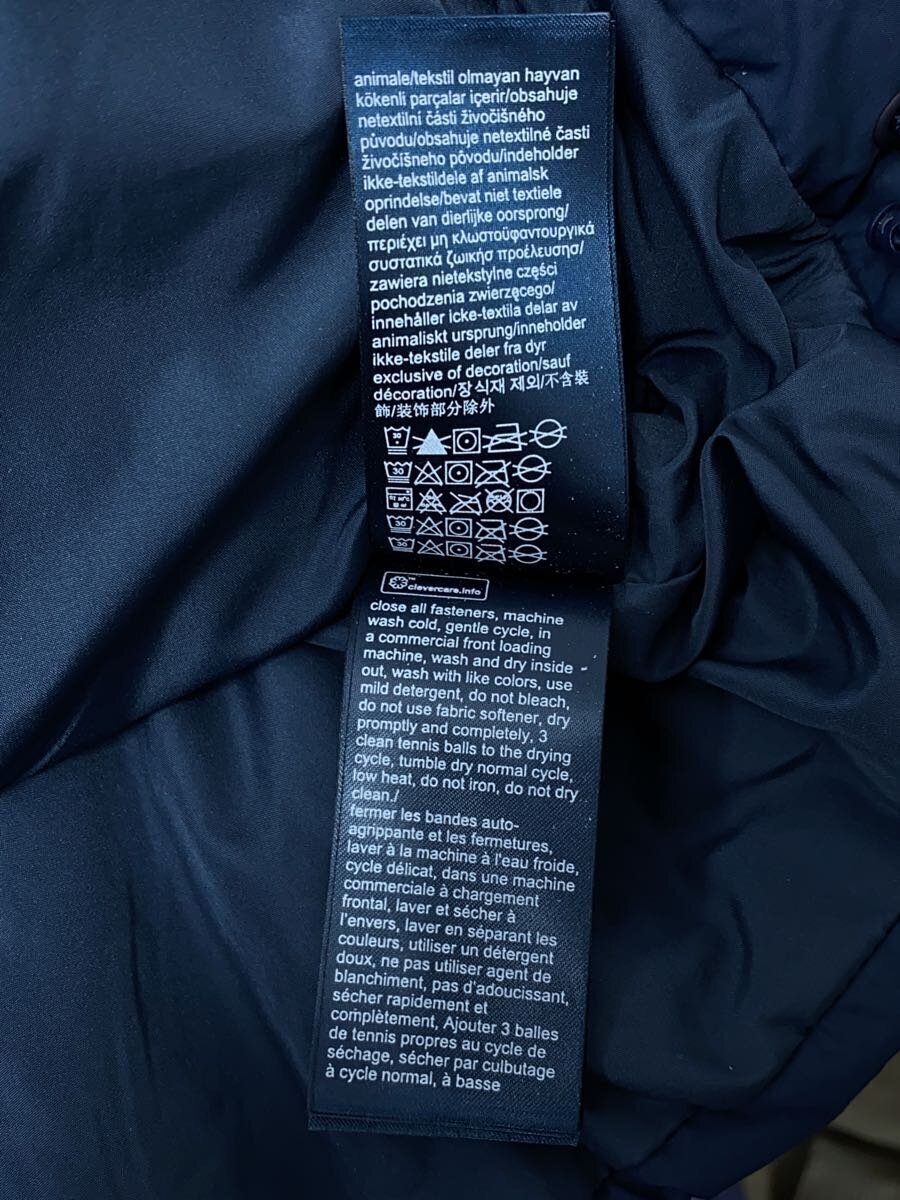 animale/tekstil olmayan hayvan
kökenli parçalar içerir/obsahuje
netextilní části živočišného
původu/obsahuje netextilné časti
živočíšneho pôvodu/indeholder
ikke-tekstildele af animalsk
oprindelse/bevat niet textiele
delen van dierlijke oorsprong/
περιέχει μη κλωστοϋφαντουργικά
συστατικά ζωικήσ προέλευσησ/
zawiera nietekstylne części
pochodzenia zwierzęcego/
innehåller icke-textila delar av
animaliskt ursprung/inneholder
ikke-tekstile deler fra dyr
exclusive of decoration/sauf
décoration/장식재 제외/不含裝
飾/装饰部分除外
30
30
30
30
™
clevercare.info
close all fasteners, machine
wash cold, gentle cycle, in
a commercial front loading
machine, wash and dry inside
out, wash with like colors, use
mild detergent, do not bleach,
do not use fabric softener, dry
promptly and completely, 3
clean tennis balls to the drying
cycle, tumble dry normal cycle,
low heat, do not iron, do not dry
clean./
fermer les bandes auto-
agrippante et les fermetures,
laver à la machine à l'eau froide,
cycle délicat, dans une machine
commerciale à chargement
frontal, laver et sécher à
l'envers, laver en séparant les
couleurs, utiliser un détergent
doux, ne pas utiliser agent de
blanchiment, pas d'adoucissant,
sécher rapidement et
complètement, Ajouter 3 balles
de tennis propres au cycle de
séchage, sécher par culbutage
à cycle normal, à basse